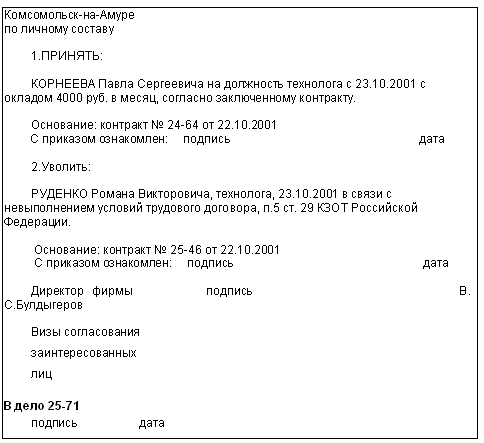 Комсомольск-на-Амуре
по личному составу
1.ПРИНЯТЬ:
КОРНЕЕВА Павла Сергеевича на должность технолога с 23.10.2001 с
окладом 4000 руб. в месяц, согласно заключенному контракту.
Основание: контракт № 24-64 от 22.10.2001
С приказом ознакомлен: подпись дата
2.Уволить:
РУДЕНКО Романа Викторовича, технолога, 23.10.2001 в связи с
невыполнением условий трудового договора, п.5 ст. 29 КЗОТ Российской
Федерации.
Основание: контракт № 25-46 от 22.10.2001
С приказом ознакомлен: подпись дата
Директор фирмы подпись В.
С.Булдыгеров
Визы согласования
заинтересованных
лиц
В дело 25-71
подпись дата